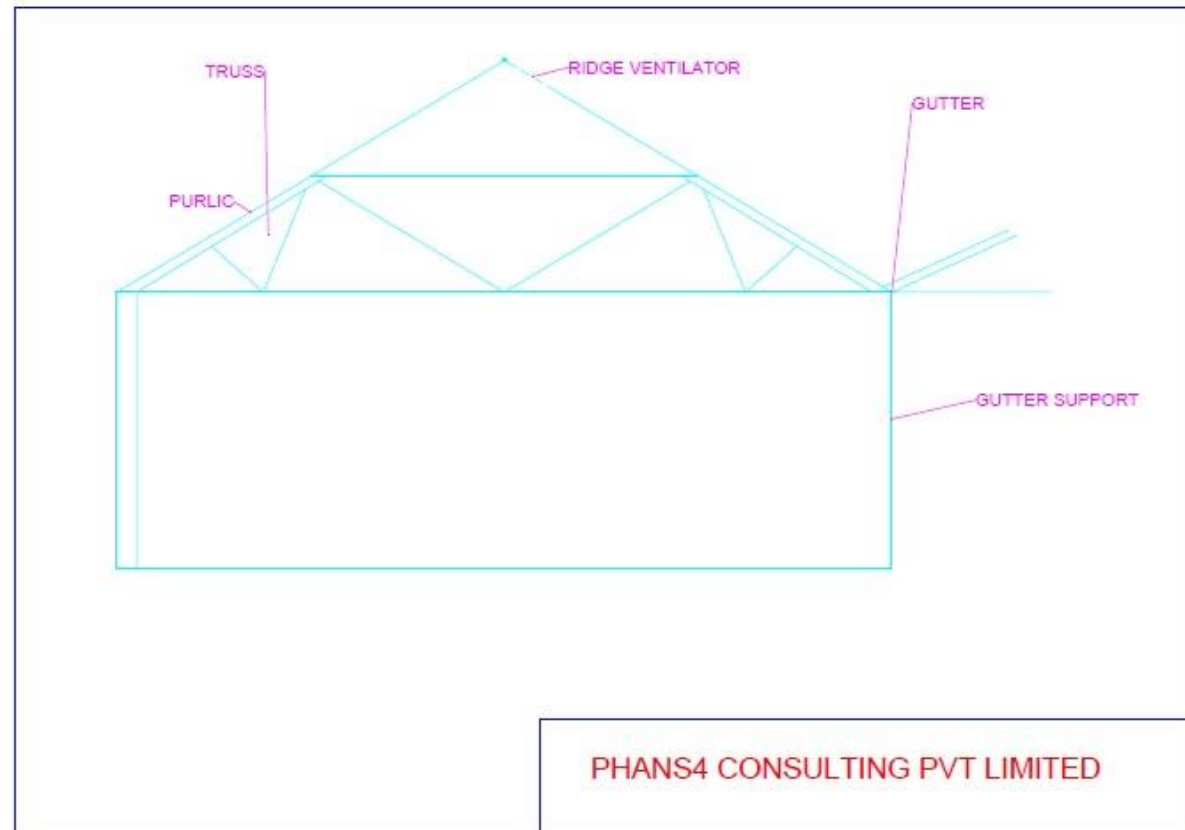 RIDGE VENTILATOR
TRUSS
GUTTER
PURLIC
GUTTER SUPPORT
PHANS4 CONSULTING PVT LIMITED